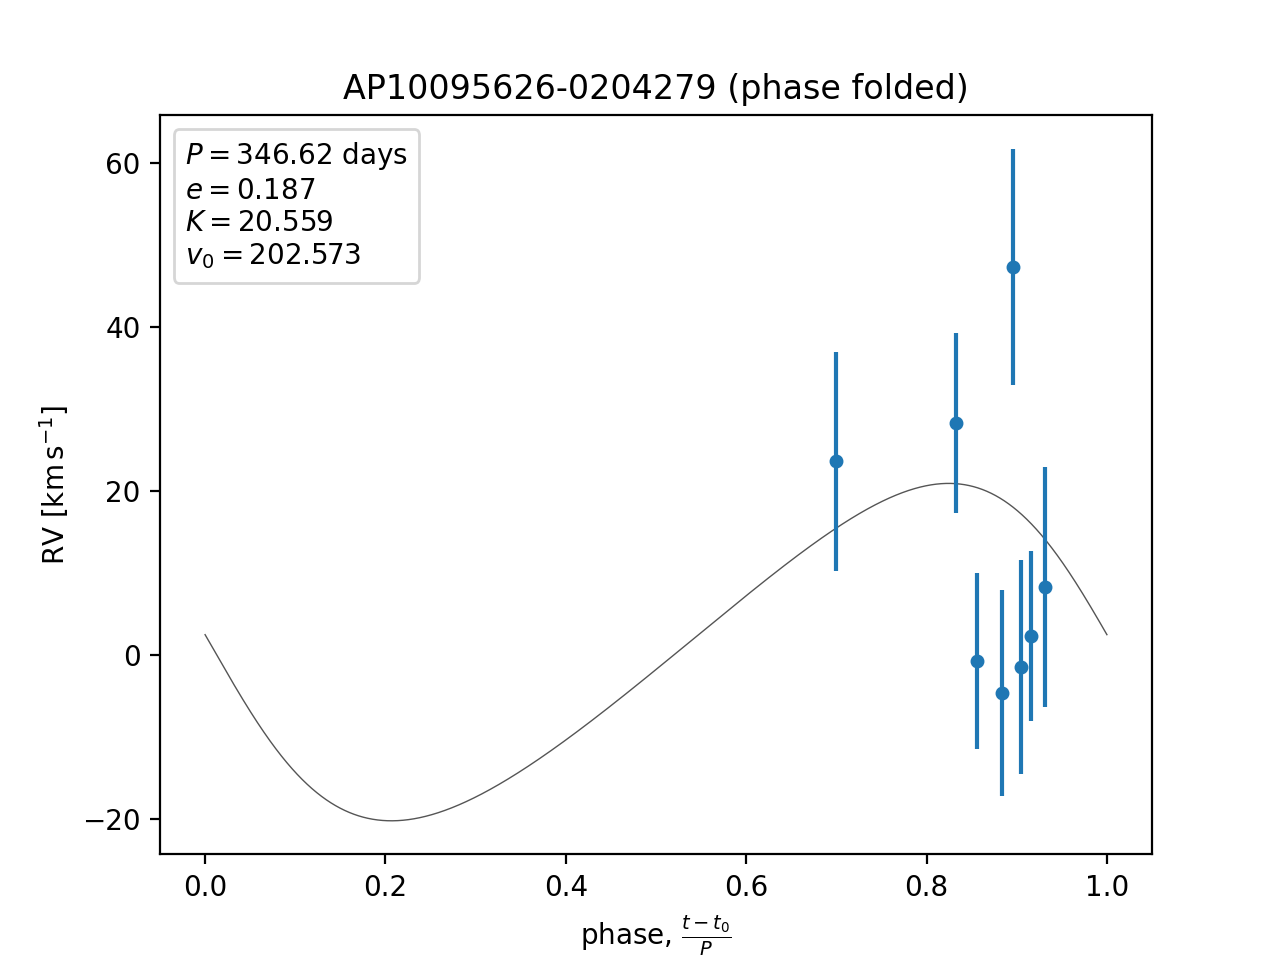 AP10095626-0204279 (phase folded)
P = 346.62 days
e = 0.187
K = 20.559
v₀ = 202.573
60
40
20
0
−20
RV [km s⁻¹]
0.0 0.2 0.4 0.6 0.8 1.0
phase, (t − t₀)/P